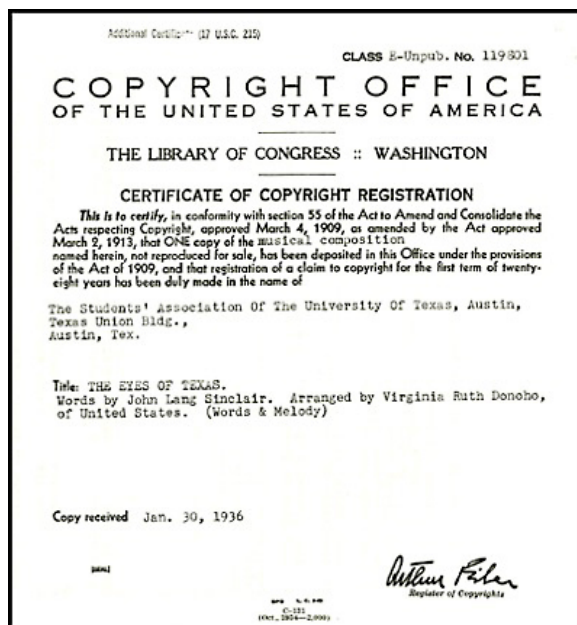 Additional Certificate (17 U.S.C. 215)
CLASS E-Unpub. No. 119801
COPYRIGHT OFFICE
OF THE UNITED STATES OF AMERICA
THE LIBRARY OF CONGRESS :: WASHINGTON
CERTIFICATE OF COPYRIGHT REGISTRATION
This is to certify, in conformity with section 55 of the Act to Amend and Consolidate the
Acts respecting Copyright, approved March 4, 1909, as amended by the Act approved
March 2, 1913, that ONE copy of the musical composition
named herein, not reproduced for sale, has been deposited in this Office under the provisions
of the Act of 1909, and that registration of a claim to copyright for the first term of twenty-
eight years has been duly made in the name of
The Students' Association Of The University Of Texas, Austin,
Texas Union Bldg.,
Austin, Tex.
Title: THE EYES OF TEXAS.
Words by John Lang Sinclair. Arranged by Virginia Ruth Donoho,
of United States. (Words & Melody)
Copy received Jan. 30, 1936
[SEAL]
Register of Copyrights
C-121